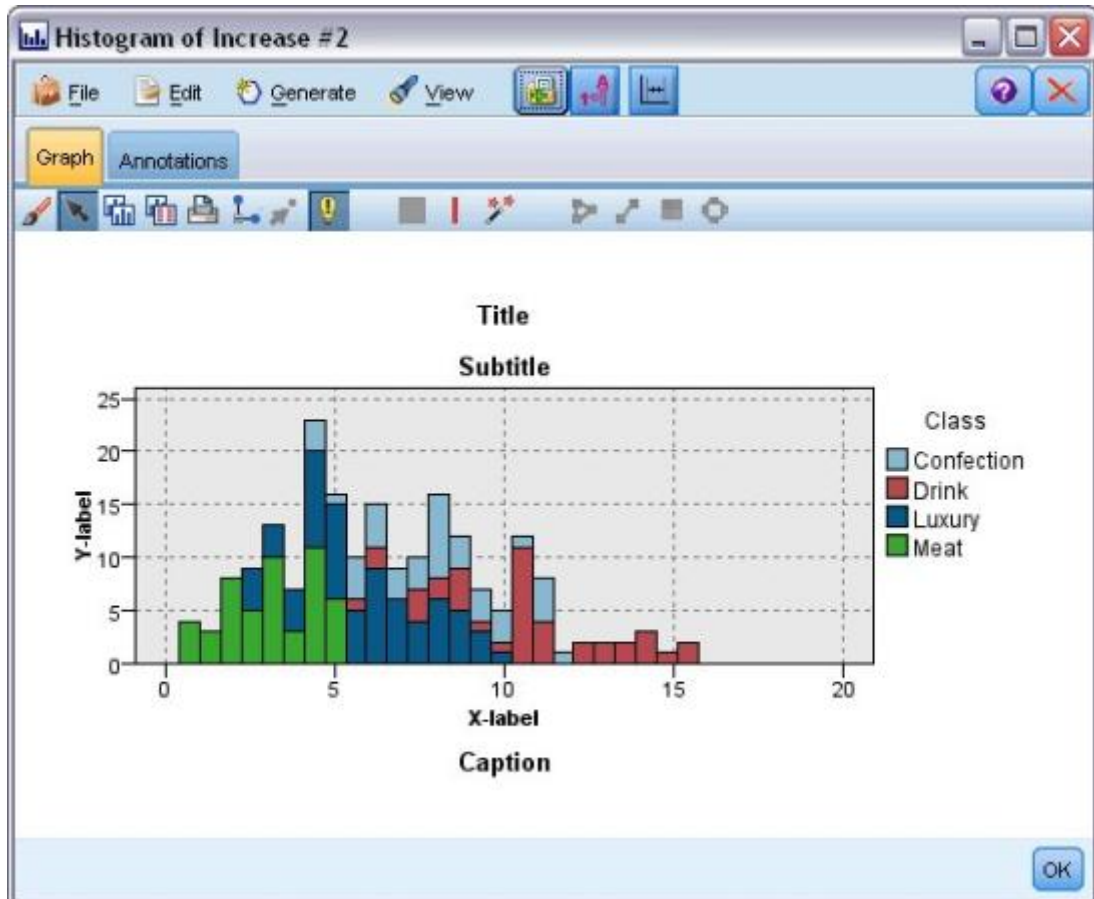 Histogram of Increase #2
File Edit Generate View
Graph Annotations
Title
Subtitle
25
20
15
10
5
0
Y-label
0 5 10 15 20
X-label
Caption
Class
Confection
Drink
Luxury
Meat
OK